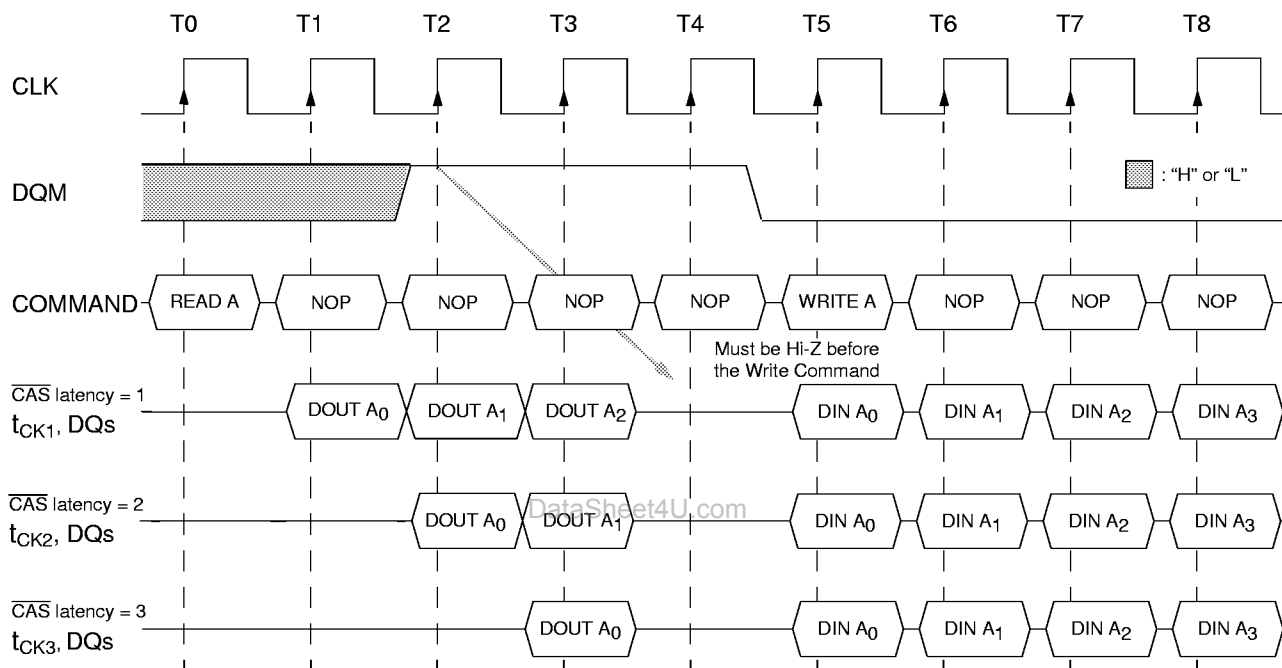 T0 T1 T2 T3 T4 T5 T6 T7 T8
CLK
DQM
: “H” or “L”
COMMAND READ A NOP NOP NOP NOP WRITE A NOP NOP NOP
Must be Hi-Z before
the Write Command
CAS latency = 1
tCK1, DQs DOUT A0 DOUT A1 DOUT A2 DIN A0 DIN A1 DIN A2 DIN A3
DataSheet4U.com
CAS latency = 2
tCK2, DQs DOUT A0 DOUT A1 DIN A0 DIN A1 DIN A2 DIN A3
CAS latency = 3
tCK3, DQs DOUT A0 DIN A0 DIN A1 DIN A2 DIN A3